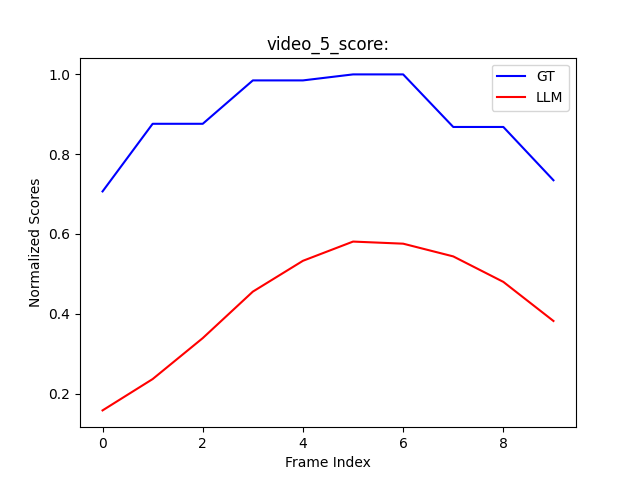 video_5_score:
GT
LLM
1.0
0.8
0.6
0.4
0.2
Normalized Scores
0 2 4 6 8
Frame Index